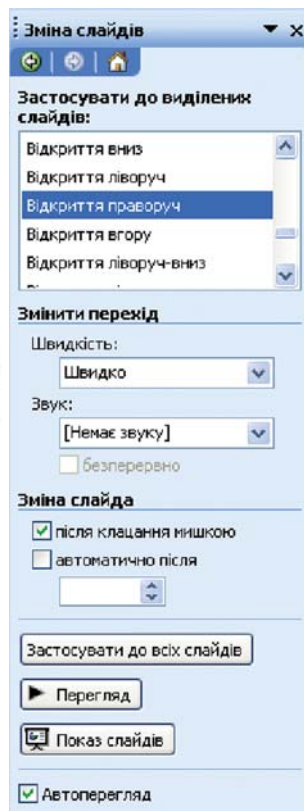 Зміна слайдів
Застосувати до виділених
слайдів:
Відкриття вниз
Відкриття ліворуч
Відкриття праворуч
Відкриття вгору
Відкриття ліворуч-вниз
Змінити перехід
Швидкість:
Швидко
Звук:
[Немає звуку]
безперервно
Зміна слайда
після клацання мишкою
автоматично після
Застосувати до всіх слайдів
Перегляд
Показ слайдів
Автоперегляд